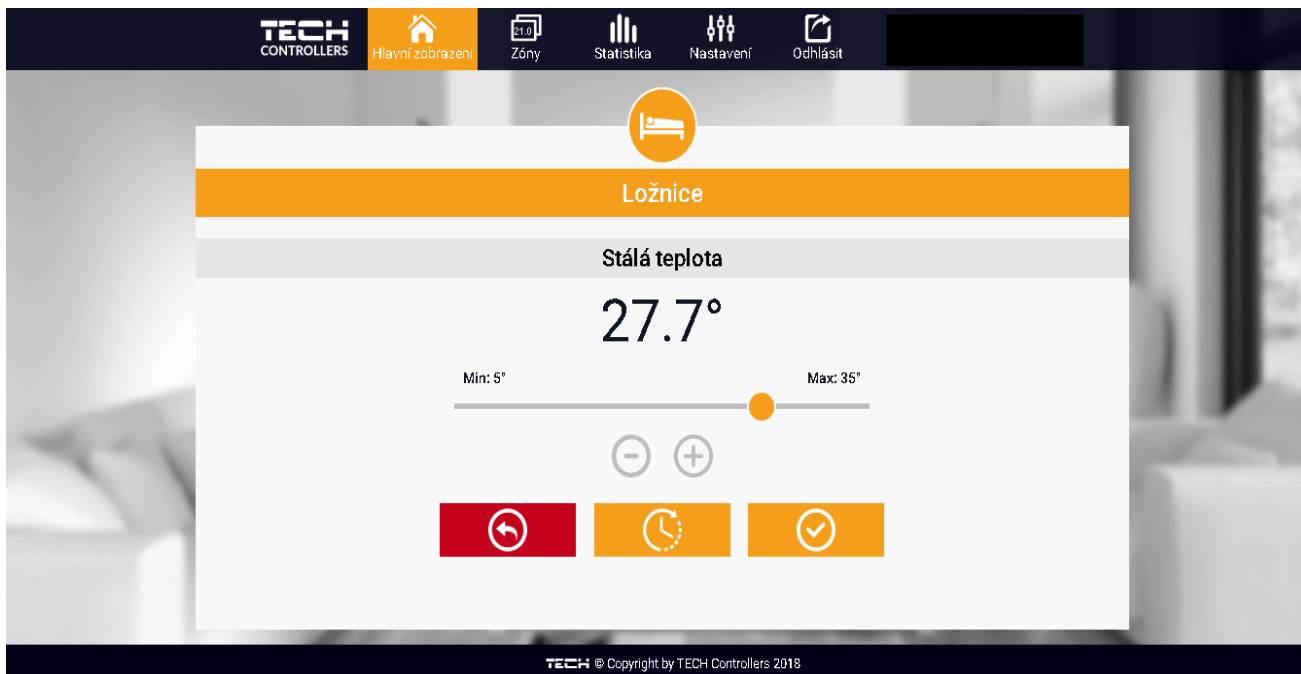 TECH
CONTROLLERS
Hlavní zobrazení
21.0
Zóny
Statistika
Nastavení
Odhlásit
Ložnice
Stálá teplota
27.7°
Min: 5°
Max: 35°
TECH © Copyright by TECH Controllers 2018